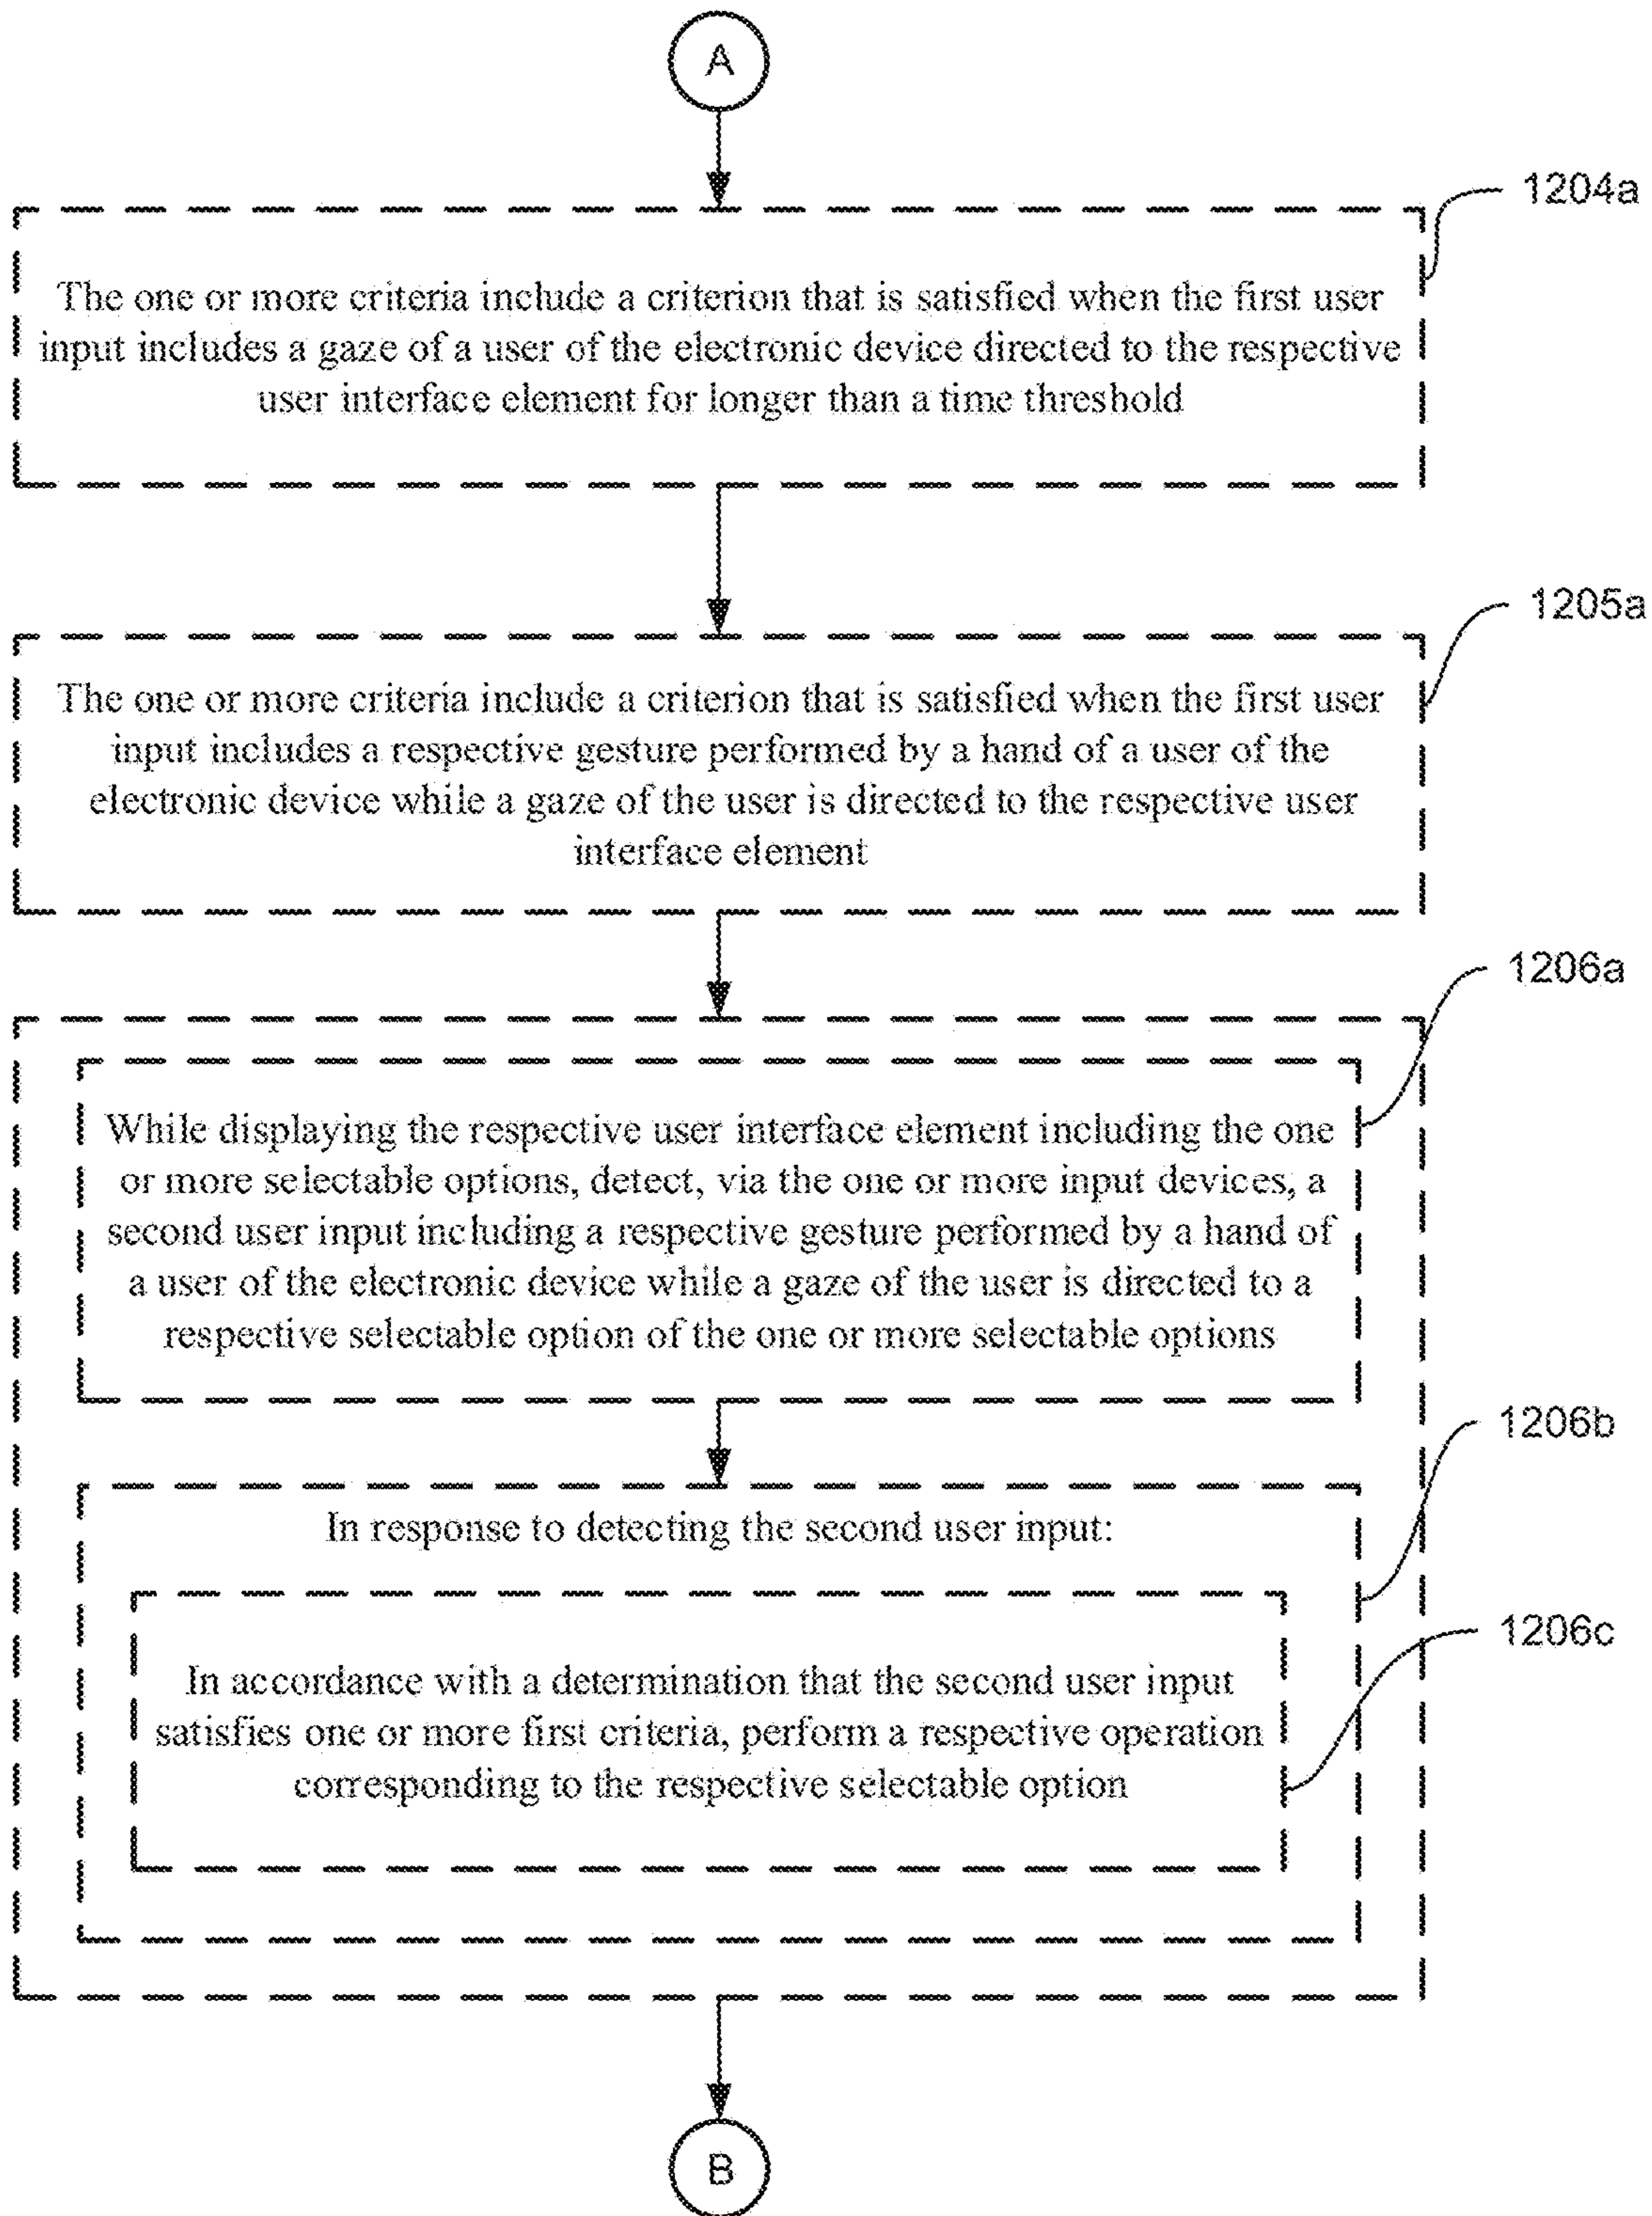 A
1204a
The one or more criteria include a criterion that is satisfied when the first user
input includes a gaze of a user of the electronic device directed to the respective
user interface element for longer than a time threshold
1205a
The one or more criteria include a criterion that is satisfied when the first user
input includes a respective gesture performed by a hand of a user of the
electronic device while a gaze of the user is directed to the respective user
interface element
1206a
While displaying the respective user interface element including the one
or more selectable options, detect, via the one or more input devices, a
second user input including a respective gesture performed by a hand of
a user of the electronic device while a gaze of the user is directed to a
respective selectable option of the one or more selectable options
1206b
In response to detecting the second user input:
1206c
In accordance with a determination that the second user input
satisfies one or more first criteria, perform a respective operation
corresponding to the respective selectable option
B